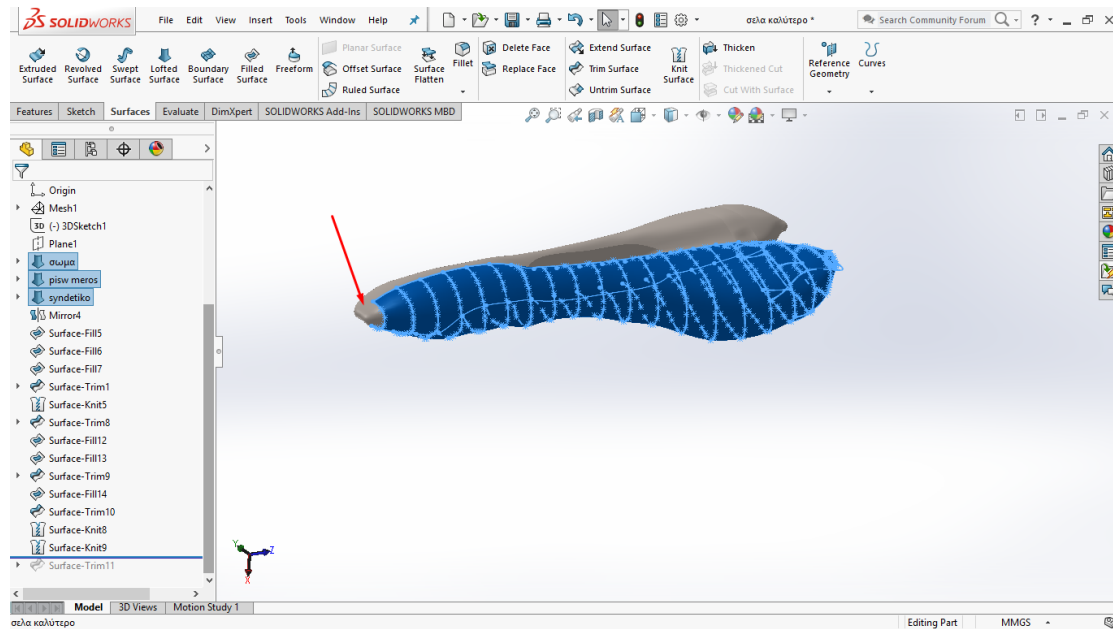 3S SOLIDWORKS File Edit View Insert Tools Window Help σελα καλύτερο * Search Community Forum ?
Extruded Surface Revolved Surface Swept Surface Lofted Surface Boundary Surface Filled Surface Freeform
Planar Surface
Offset Surface
Ruled Surface
Surface Flatten
Fillet
Delete Face
Replace Face
Extend Surface
Trim Surface
Untrim Surface
Knit Surface
Thicken
Thickened Cut
Cut With Surface
Reference Geometry
Curves
Features Sketch Surfaces Evaluate DimXpert SOLIDWORKS Add-Ins SOLIDWORKS MBD
Origin
Mesh1
3D (-) 3DSketch1
Plane1
σωμα
pisw meros
syndetiko
Mirror4
Surface-Fill5
Surface-Fill6
Surface-Fill7
Surface-Trim1
Surface-Knit5
Surface-Trim8
Surface-Fill12
Surface-Fill13
Surface-Trim9
Surface-Fill14
Surface-Trim10
Surface-Knit8
Surface-Knit9
Surface-Trim11
Y Z X
Model 3D Views Motion Study 1
σελα καλύτερο Editing Part MMGS